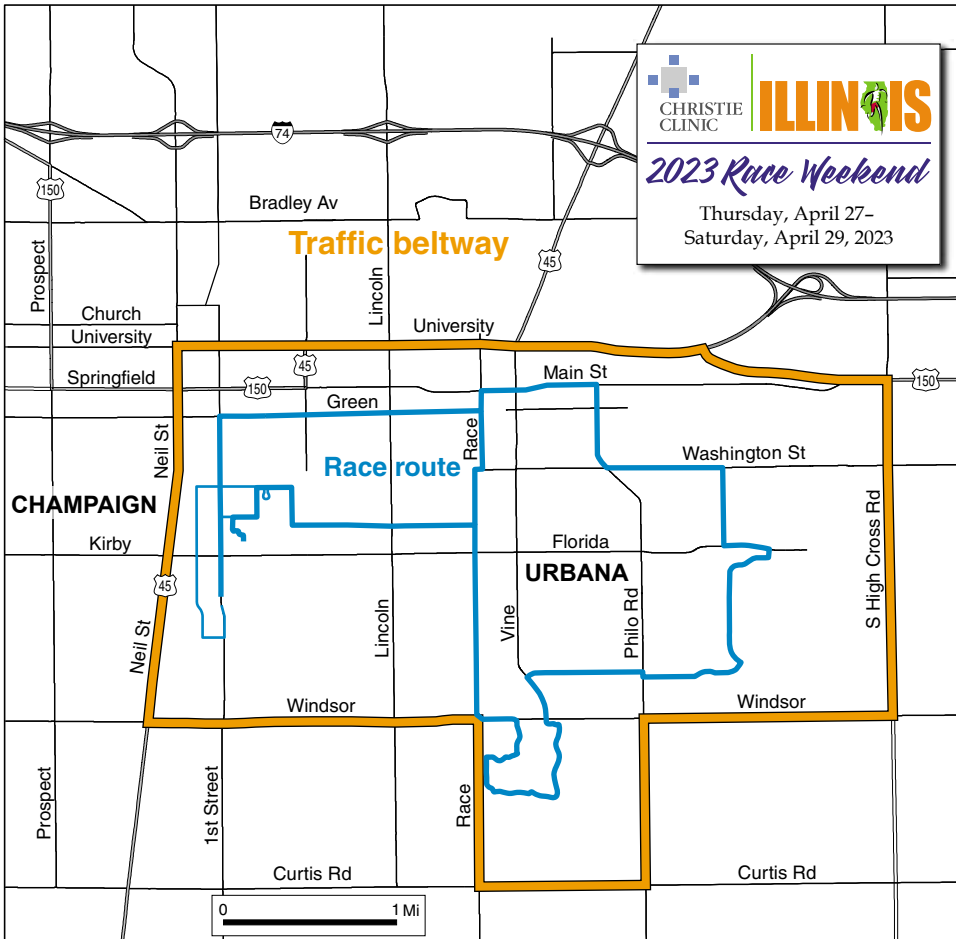 CHRISTIE
CLINIC
ILLINIS
2023 Race Weekend
Thursday, April 27–
Saturday, April 29, 2023
74
150
Bradley Av
Traffic beltway
45
Prospect
Lincoln
Church
University
University
45
Springfield
150
Main St
150
Green
Neil St
Race
Race route
Washington St
CHAMPAIGN
Kirby
Florida
URBANA
S High Cross Rd
45
Neil St
Lincoln
Vine
Philo Rd
Windsor
Windsor
Prospect
1st Street
Race
Curtis Rd
Curtis Rd
0 1 Mi